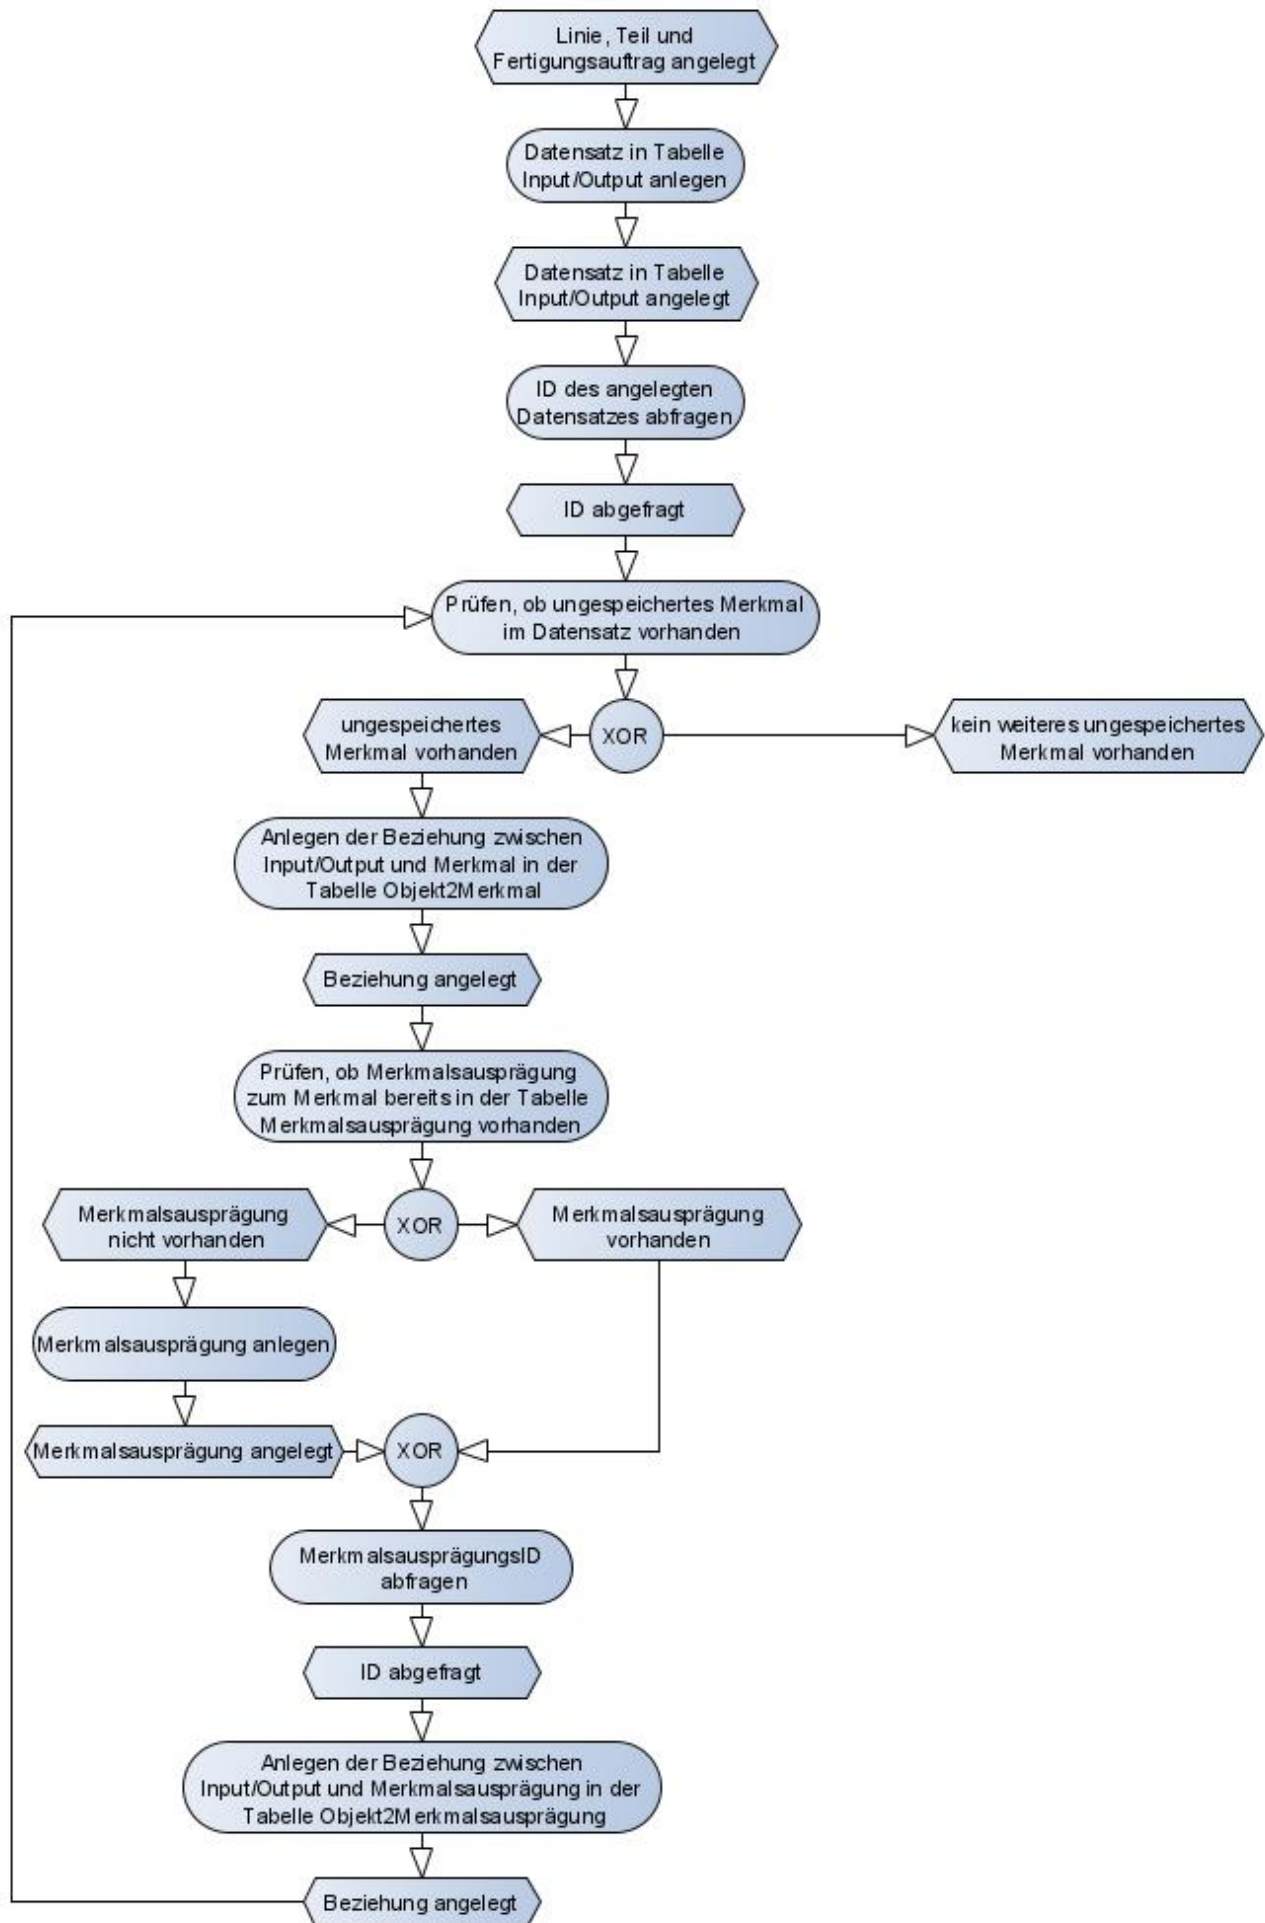 Linie, Teil und
Fertigungsauftrag angelegt
Datensatz in Tabelle
Input/Output anlegen
Datensatz in Tabelle
Input/Output angelegt
ID des angelegten
Datensatzes abfragen
ID abgefragt
Prüfen, ob ungespeichertes Merkmal
im Datensatz vorhanden
ungespeichertes
Merkmal vorhanden
XOR
kein weiteres ungespeichertes
Merkmal vorhanden
Anlegen der Beziehung zwischen
Input/Output und Merkmal in der
Tabelle Objekt2Merkmal
Beziehung angelegt
Prüfen, ob Merkmalsausprägung
zum Merkmal bereits in der Tabelle
Merkmalsausprägung vorhanden
Merkmalsausprägung
nicht vorhanden
XOR
Merkmalsausprägung
vorhanden
Merkmalsausprägung anlegen
Merkmalsausprägung angelegt
XOR
MerkmalsausprägungsID
abfragen
ID abgefragt
Anlegen der Beziehung zwischen
Input/Output und Merkmalsausprägung in der
Tabelle Objekt2Merkmalsausprägung
Beziehung angelegt